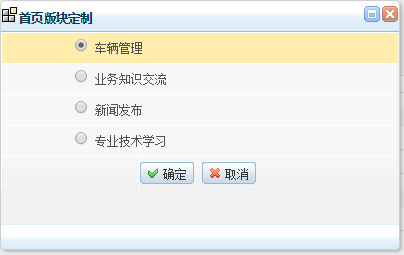 首页版块定制
车辆管理
业务知识交流
新闻发布
专业技术学习
确定 取消